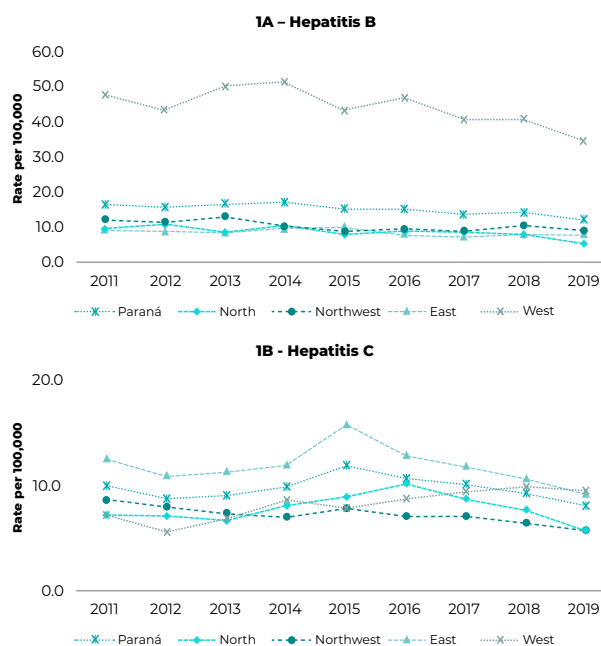 1A – Hepatitis B
60.0
50.0
40.0
30.0
20.0
10.0
0.0
Rate per 100,000
2011 2012 2013 2014 2015 2016 2017 2018 2019
Paraná North Northwest East West
1B - Hepatitis C
20.0
10.0
0.0
Rate per 100,000
2011 2012 2013 2014 2015 2016 2017 2018 2019
Paraná North Northwest East West